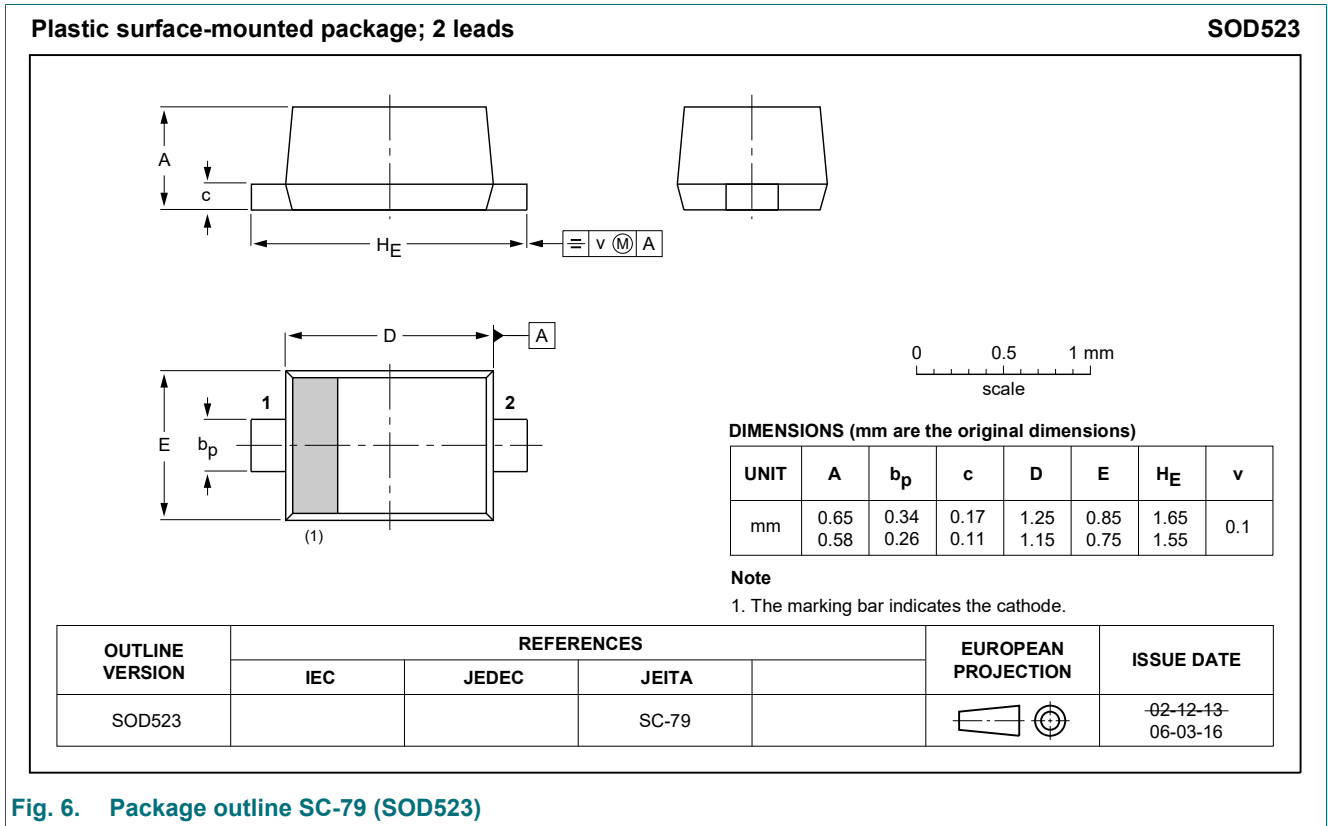 Plastic surface-mounted package; 2 leads SOD523
A
c
HE
v Ⓜ A
D
A
E
bp
1
2
(1)
0 0.5 1 mm
scale
DIMENSIONS (mm are the original dimensions)
UNIT A bp c D E HE v
mm 0.65 0.34 0.17 1.25 0.85 1.65 0.1
0.58 0.26 0.11 1.15 0.75 1.55
Note
1. The marking bar indicates the cathode.
OUTLINE VERSION REFERENCES EUROPEAN PROJECTION ISSUE DATE
IEC JEDEC JEITA
SOD523 SC-79 02-12-13
06-03-16
Fig. 6. Package outline SC-79 (SOD523)